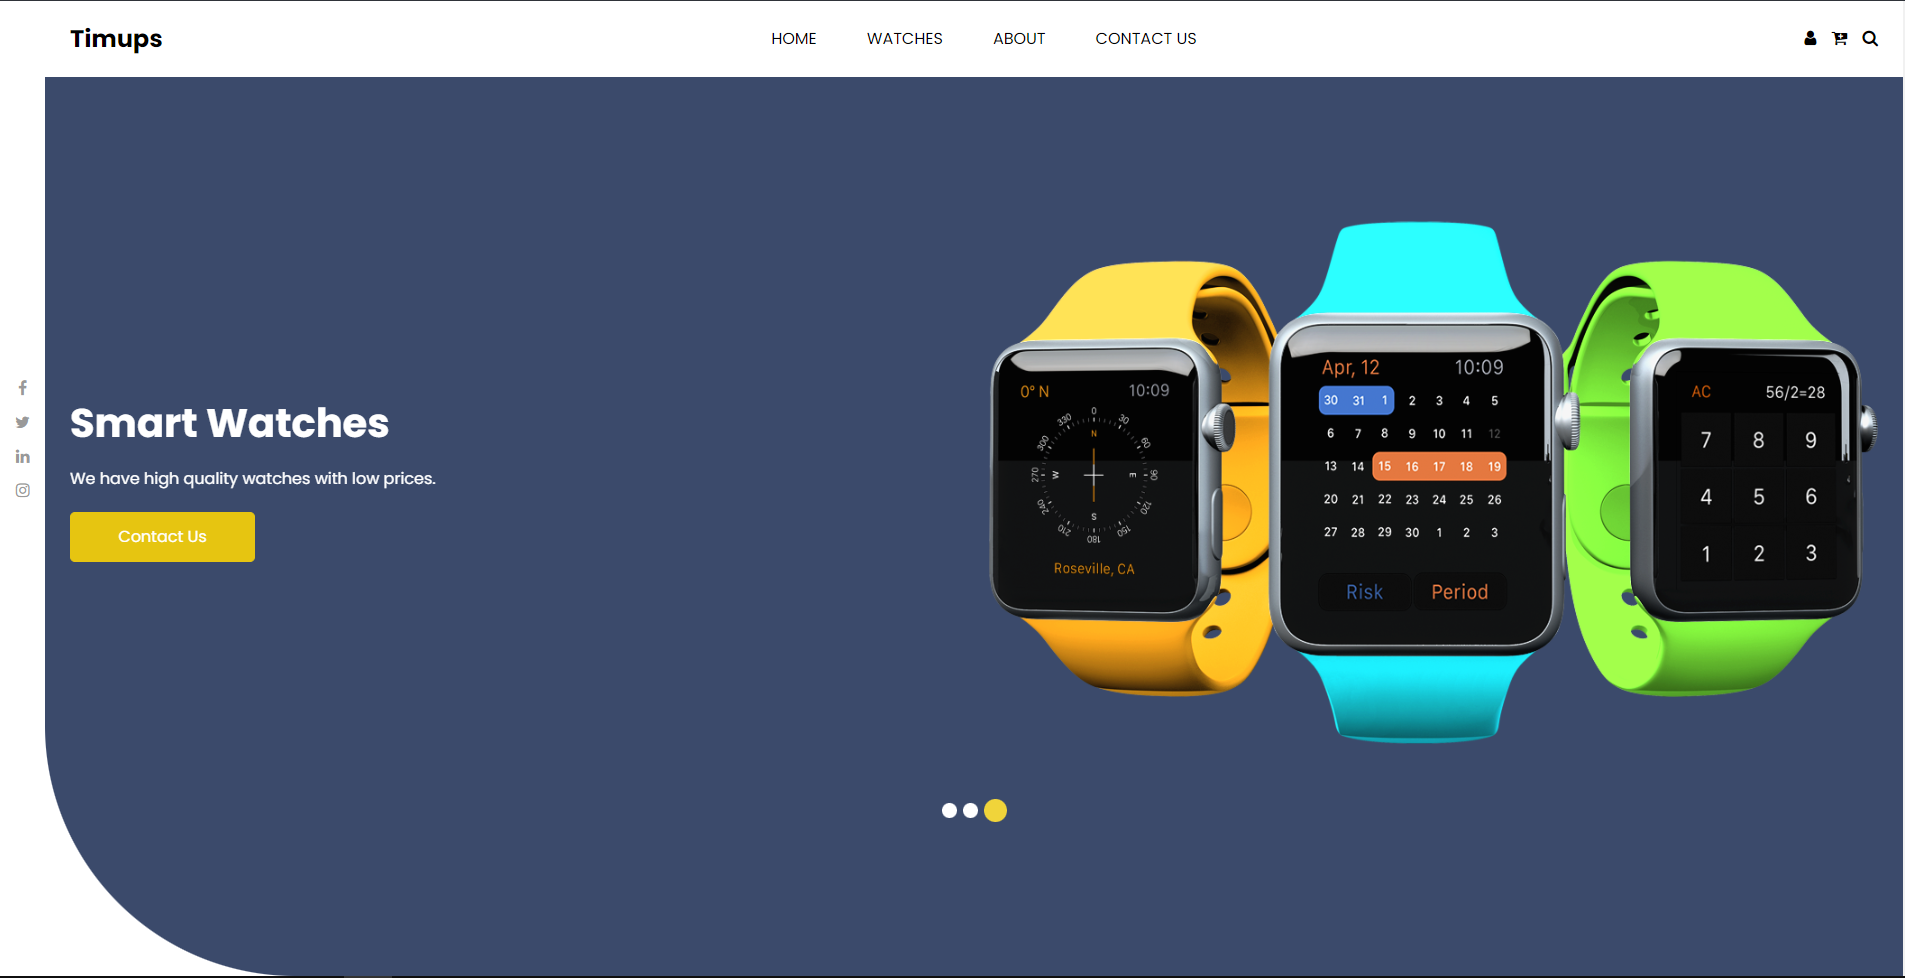 Timups
HOME WATCHES ABOUT CONTACT US
Smart Watches
We have high quality watches with low prices.
Contact Us
0° N 10:09
0 30 60 90 120 150 180 210 240 270 300 330
N E S W
Roseville, CA
Apr, 12 10:09
30 31 1 2 3 4 5
6 7 8 9 10 11 12
13 14 15 16 17 18 19
20 21 22 23 24 25 26
27 28 29 30 1 2 3
Risk Period
AC 56/2=28
7 8 9
4 5 6
1 2 3